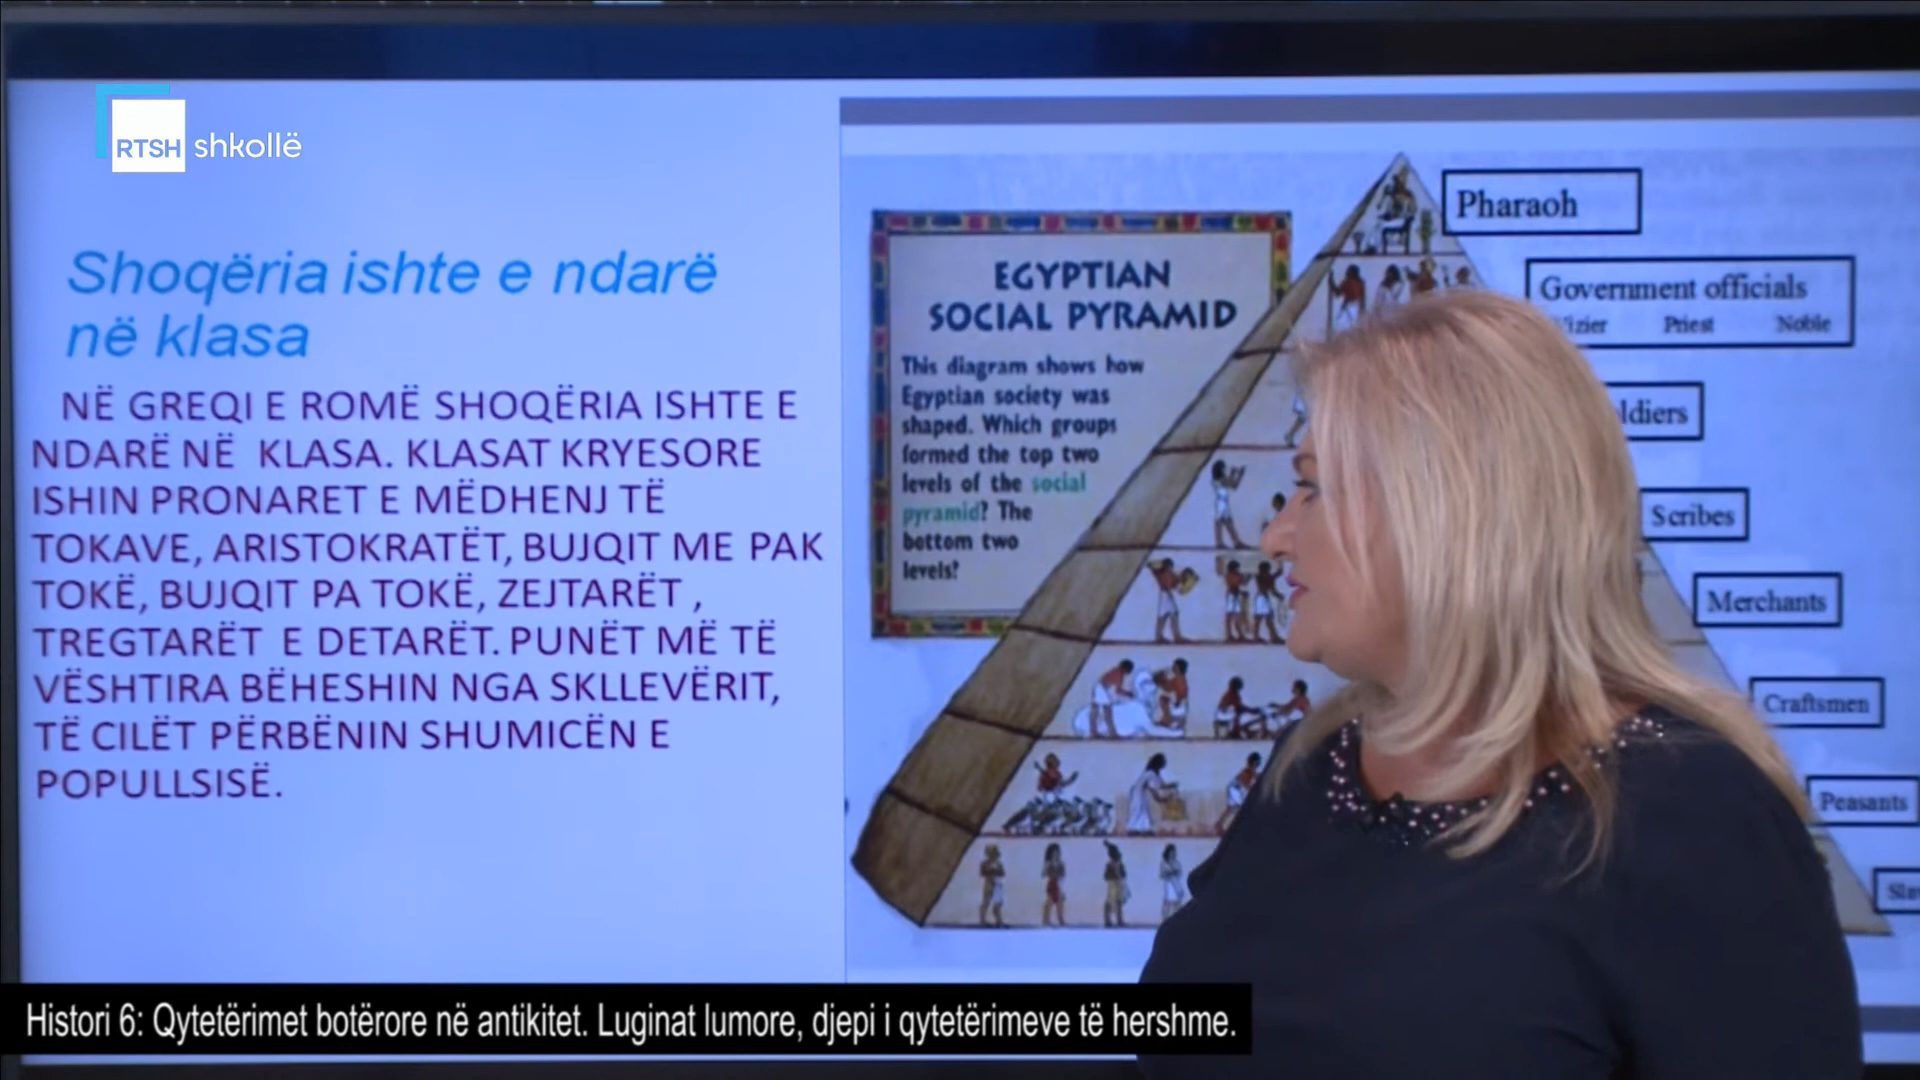 RTSH shkollë
Shoqëria ishte e ndarë
në klasa
NË GREQI E ROMË SHOQËRIA ISHTE E
NDARË NË KLASA. KLASAT KRYESORE
ISHIN PRONARET E MËDHENJ TË
TOKAVE, ARISTOKRATËT, BUJQIT ME PAK
TOKË, BUJQIT PA TOKË, ZEJTARËT ,
TREGTARËT E DETARËT. PUNËT MË TË
VËSHTIRA BËHESHIN NGA SKLLEVËRIT,
TË CILËT PËRBËNIN SHUMICËN E
POPULLSISË.
EGYPTIAN
SOCIAL PYRAMID
This diagram shows how
Egyptian society was
shaped. Which groups
formed the top two
levels of the social
pyramid? The
bottom two
levels?
Pharaoh
Government officials
Priest Noble
Scribes
Merchants
Craftsmen
Peasants
Histori 6: Qytetërimet botërore në antikitet. Luginat lumore, djepi i qytetërimeve të hershme.